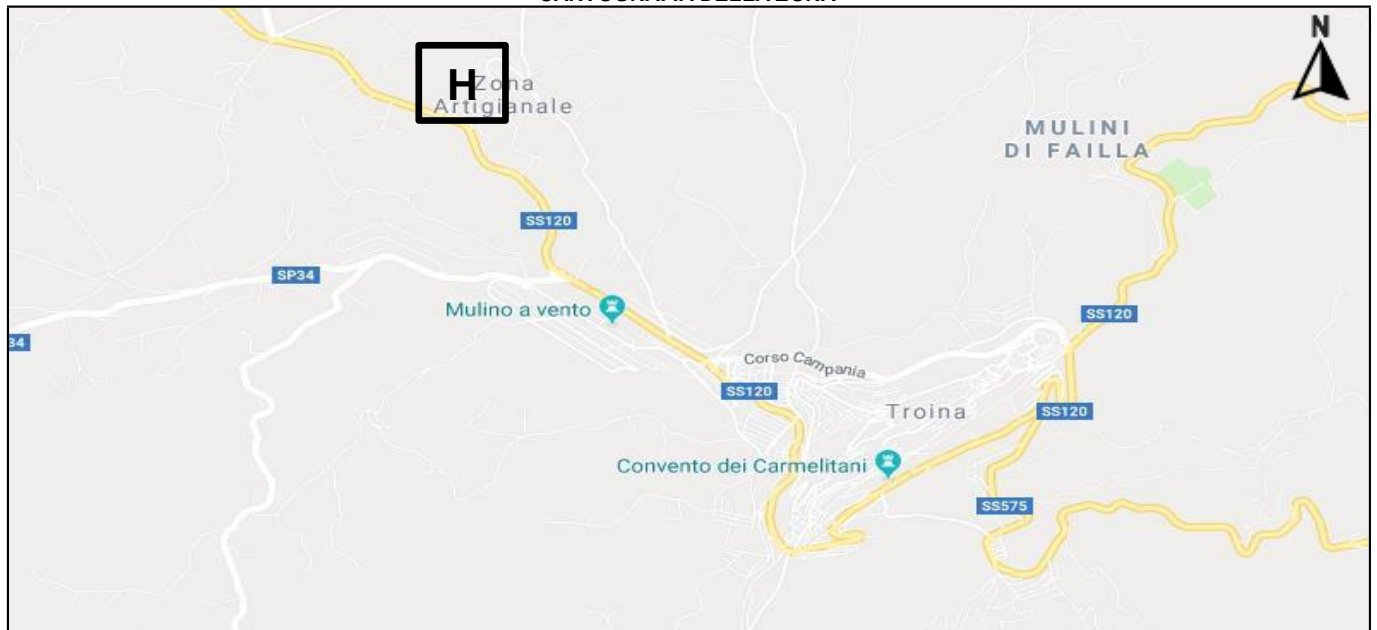 N
H
Zona
Artigianale
MULINI
DI FAILLA
SS120
SP34
Mulino a vento
SS120
34
Corso Campania
SS120
Troina
SS120
Convento dei Carmelitani
SS575